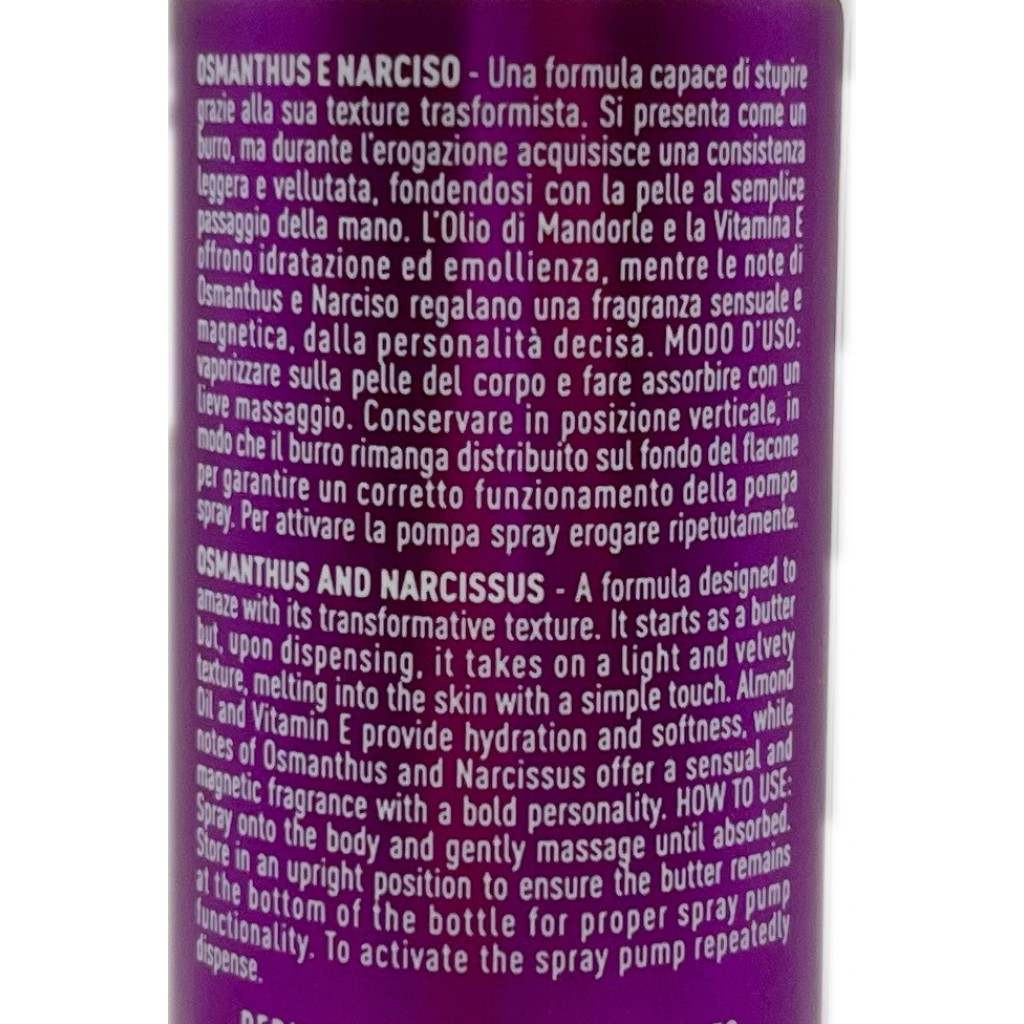 OSMANTHUS E NARCISO - Una formula capace di stupire
grazie alla sua texture trasformista. Si presenta come un
burro, ma durante l'erogazione acquisisce una consistenza
leggera e vellutata, fondendosi con la pelle al semplice
passaggio della mano. L'Olio di Mandorle e la Vitamina E
offrono idratazione ed emollienza, mentre le note di
Osmanthus e Narciso regalano una fragranza sensuale e
magnetica, dalla personalità decisa. MODO D'USO:
vaporizzare sulla pelle del corpo e fare assorbire con un
lieve massaggio. Conservare in posizione verticale, in
modo che il burro rimanga distribuito sul fondo del flacone
per garantire un corretto funzionamento della pompa
spray. Per attivare la pompa spray erogare ripetutamente.
OSMANTHUS AND NARCISSUS - A formula designed to
amaze with its transformative texture. It starts as a butter
but, upon dispensing, it takes on a light and velvety
texture, melting into the skin with a simple touch. Almond
Oil and Vitamin E provide hydration and softness, while
notes of Osmanthus and Narcissus offer a sensual and
magnetic fragrance with a bold personality. HOW TO USE:
Spray onto the body and gently massage until absorbed.
Store in an upright position to ensure the butter remains
at the bottom of the bottle for proper spray pump
functionality. To activate the spray pump repeatedly
dispense.